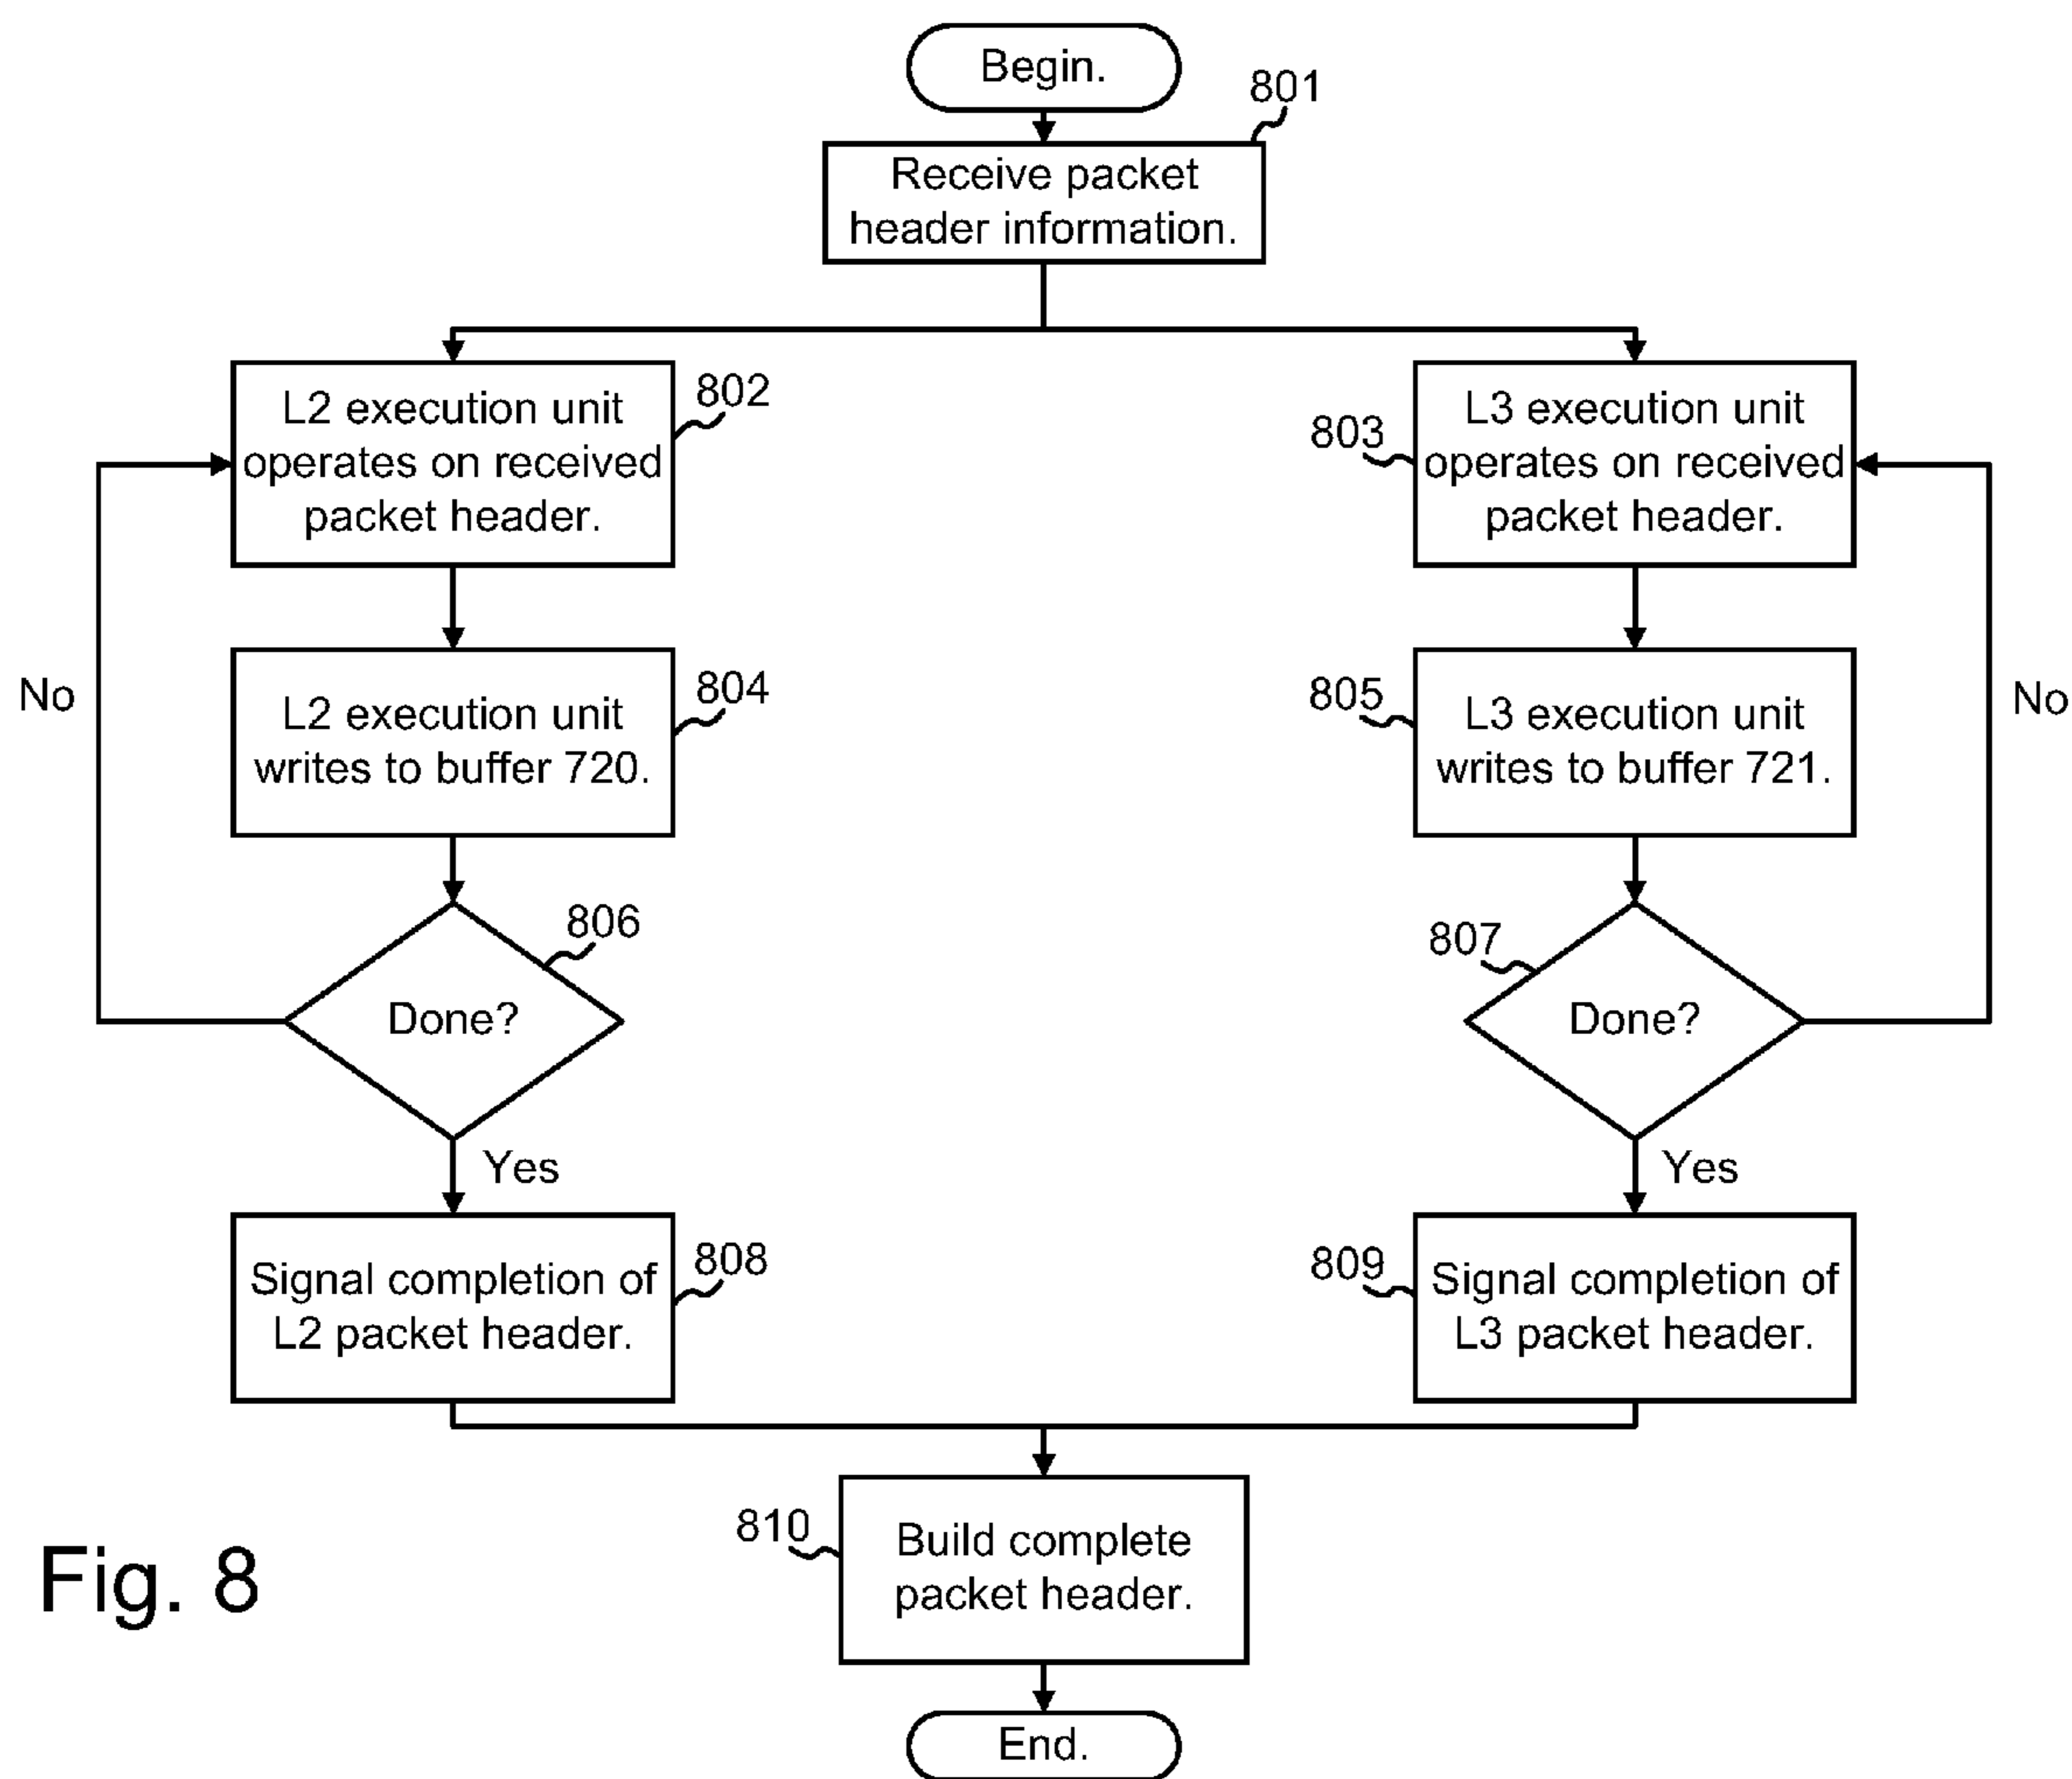 Begin.
801
Receive packet
header information.
L2 execution unit
operates on received
packet header.
802
803
L3 execution unit
operates on received
packet header.
No
L2 execution unit
writes to buffer 720.
804
805
L3 execution unit
writes to buffer 721.
No
806
Done?
807
Done?
Yes
Yes
Signal completion of
L2 packet header.
808
809
Signal completion of
L3 packet header.
810
Build complete
packet header.
Fig. 8
End.